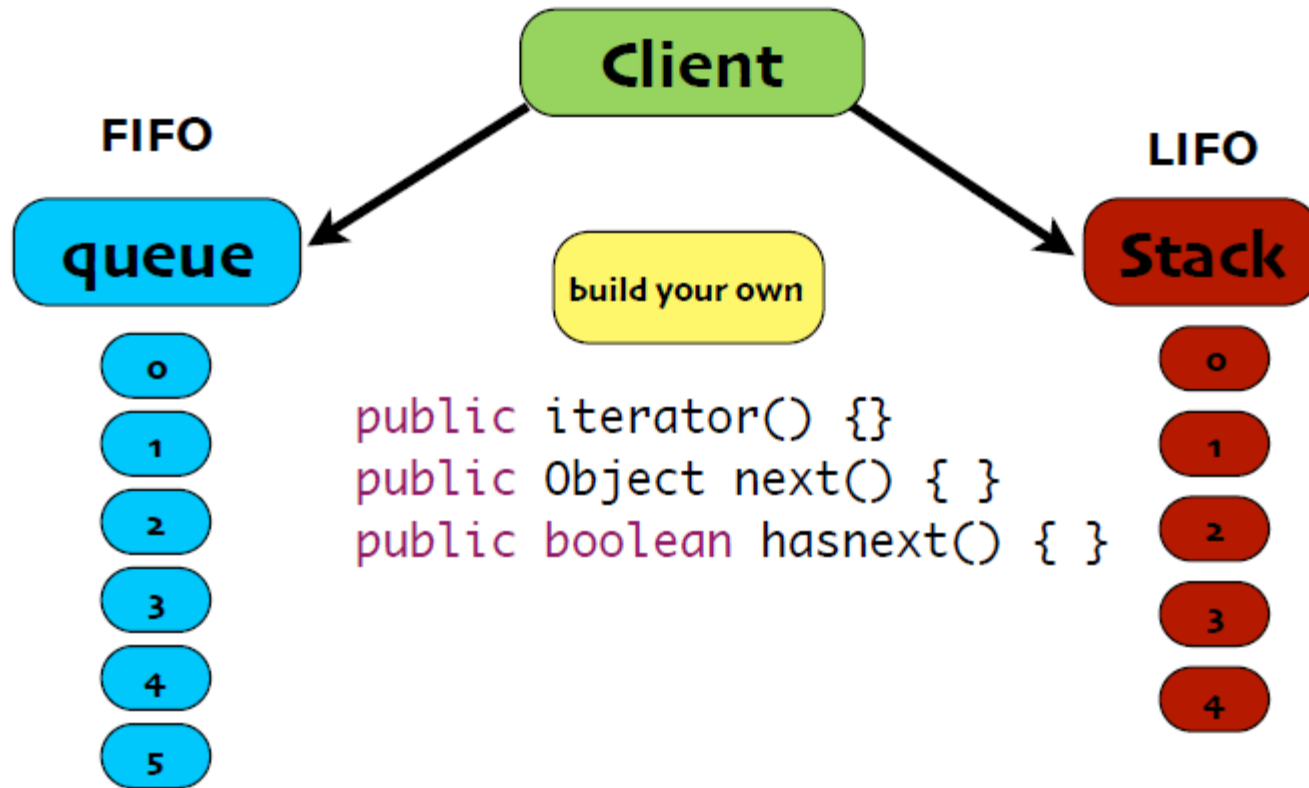 Client
FIFO
LIFO
queue
Stack
build your own
0
1
2
3
4
5
public iterator() {}
public Object next() { }
public boolean hasnext() { }
0
1
2
3
4